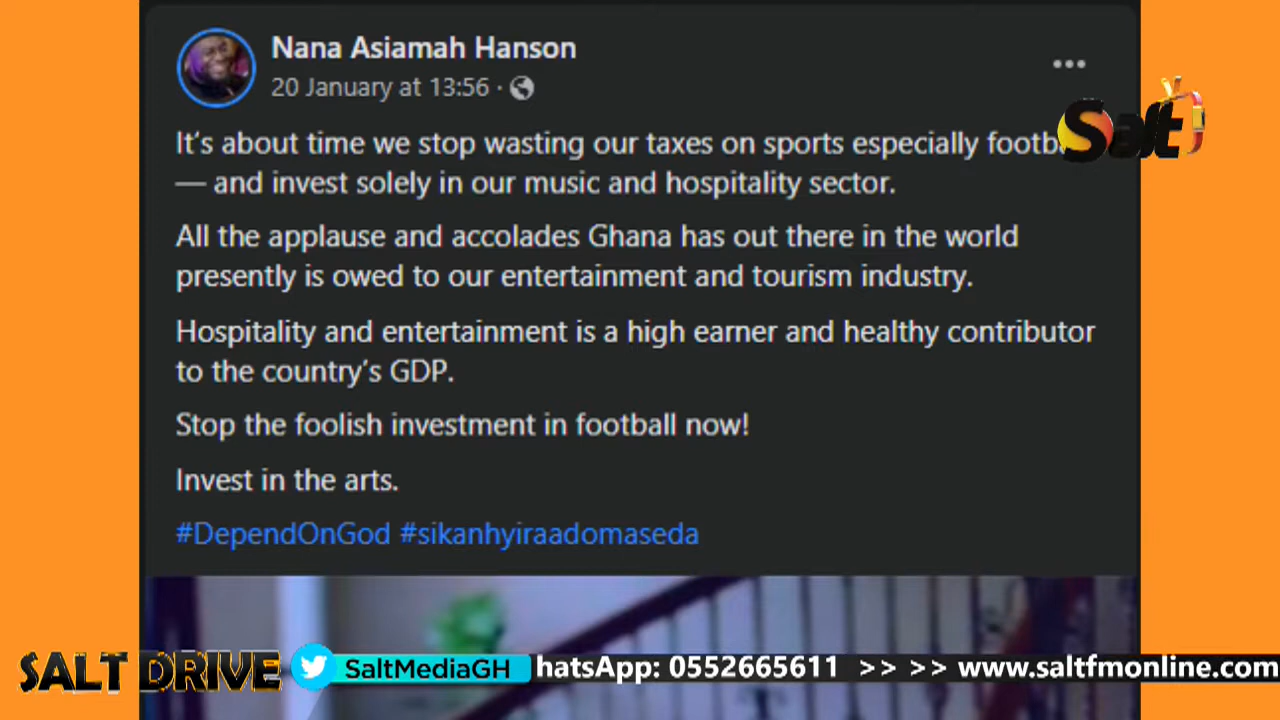 Nana Asiamah Hanson
20 January at 13:56 ·
Salt
It's about time we stop wasting our taxes on sports especially
— and invest solely in our music and hospitality sector.
All the applause and accolades Ghana has out there in the world
presently is owed to our entertainment and tourism industry.
Hospitality and entertainment is a high earner and healthy contributor
to the country's GDP.
Stop the foolish investment in football now!
Invest in the arts.
#DependOnGod #sikanhyiraadomaseda
SALT DRIVE SaltMediaGH hatsApp: 0552665611 >> >> www.saltfmonline.com